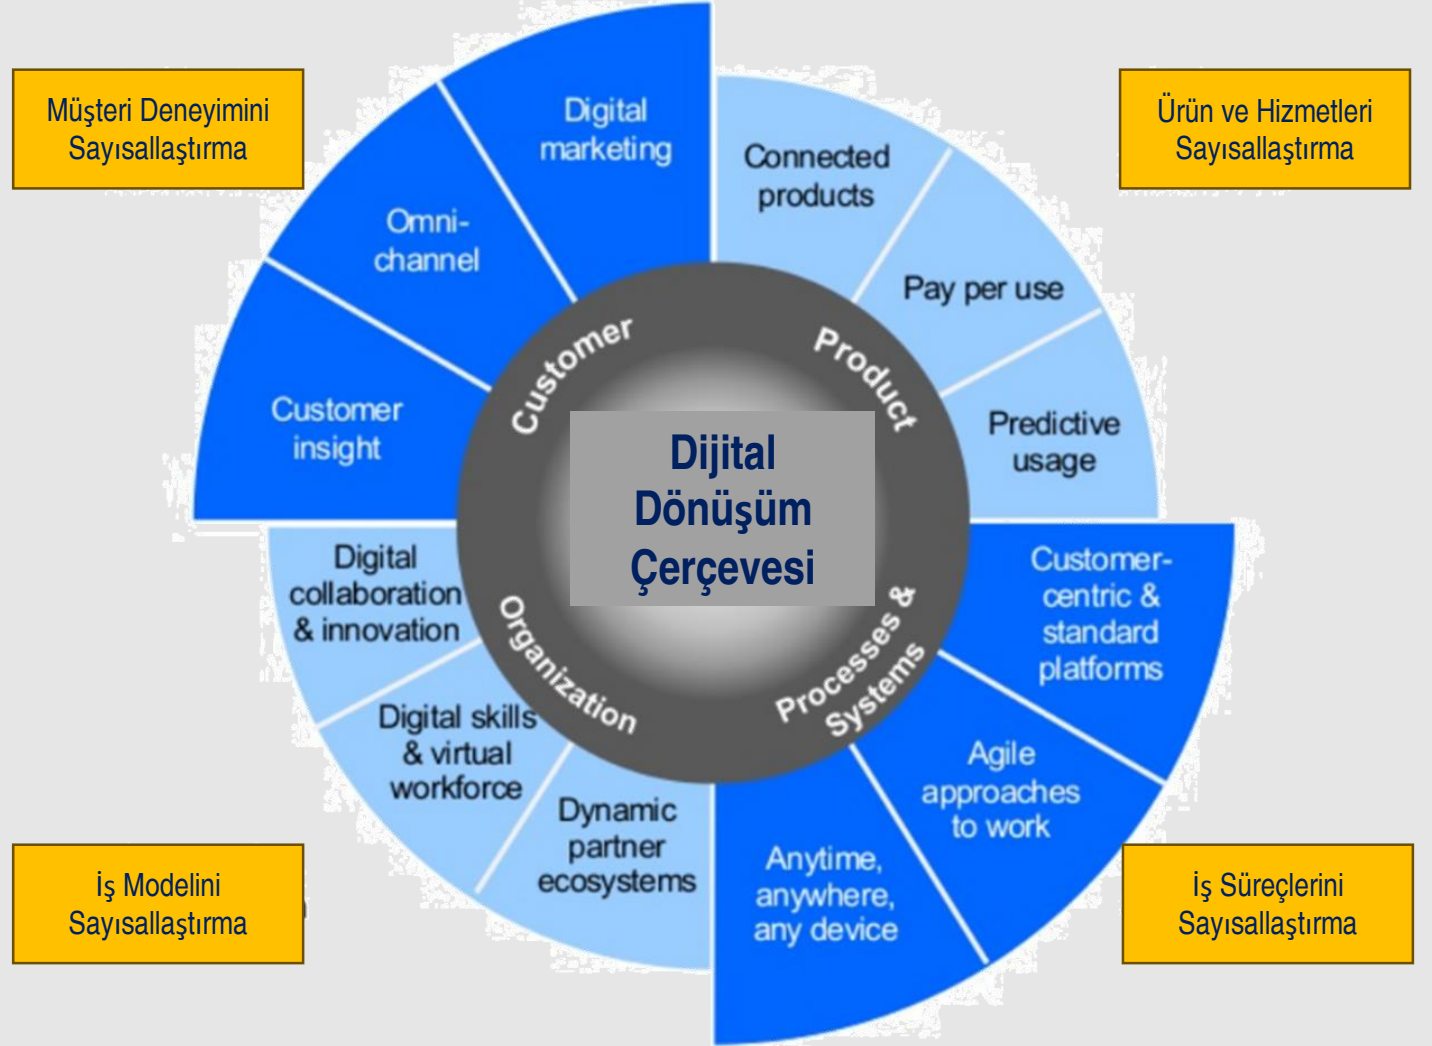 Müşteri Deneyimini
Sayısallaştırma
Ürün ve Hizmetleri
Sayısallaştırma
Digital
marketing
Omni-
channel
Customer
insight
Connected
products
Pay per use
Predictive
usage
Customer
Product
Dijital
Dönüşüm
Çerçevesi
Organization
Processes &
Systems
Digital
collaboration
& innovation
Digital skills
& virtual
workforce
Dynamic
partner
ecosystems
Customer-
centric &
standard
platforms
Agile
approaches
to work
Anytime,
anywhere,
any device
İş Modelini
Sayısallaştırma
İş Süreçlerini
Sayısallaştırma